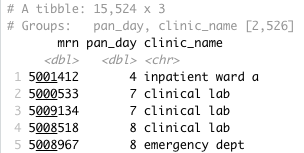 # A tibble: 15,524 x 3
# Groups:   pan_day, clinic_name [2,526]
      mrn pan_day clinic_name
    <dbl>   <dbl> <chr>
1 5001412       4 inpatient ward a
2 5000533       7 clinical lab
3 5009134       7 clinical lab
4 5008518       8 clinical lab
5 5008967       8 emergency dept